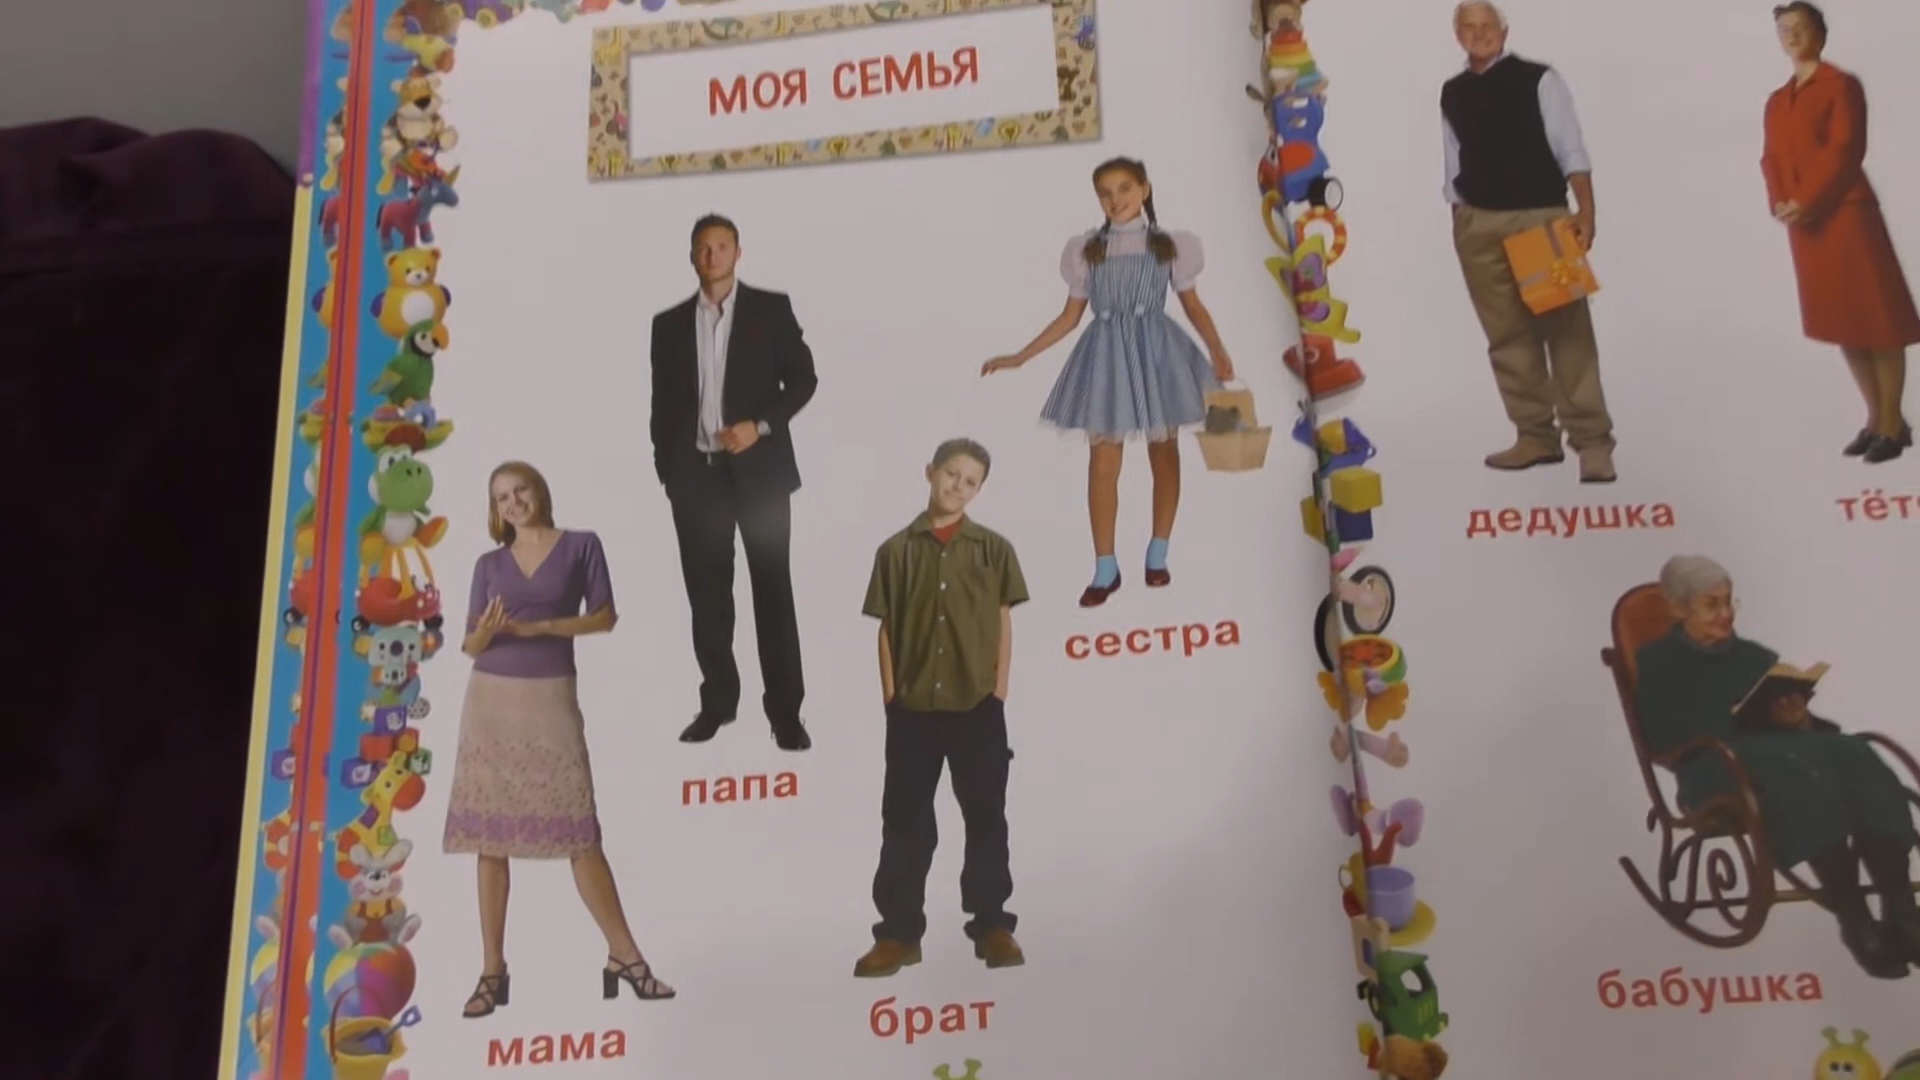 МОЯ СЕМЬЯ
папа
сестра
мама
брат
дедушка
бабушка